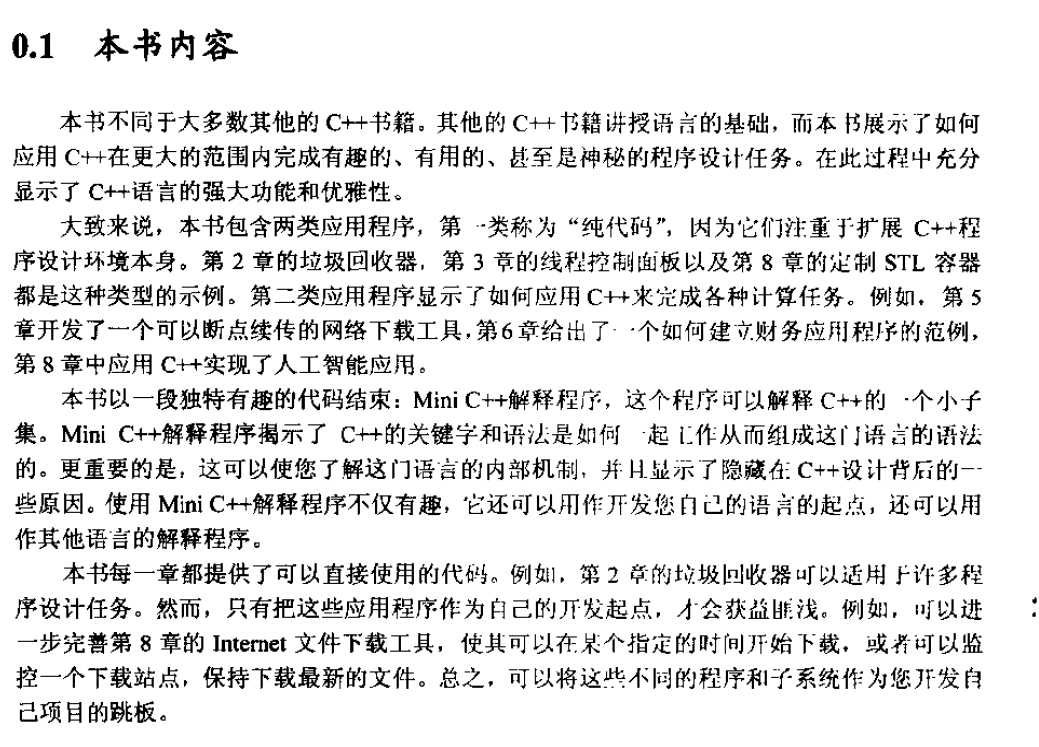 0.1 本书内容
本书不同于大多数其他的 C++书籍。其他的 C++书籍讲授语言的基础，而本书展示了如何
应用 C++在更大的范围内完成有趣的、有用的、甚至是神秘的程序设计任务。在此过程中充分
显示了 C++语言的强大功能和优雅性。
大致来说，本书包含两类应用程序，第一类称为“纯代码”，因为它们注重于扩展 C++程
序设计环境本身。第 2 章的垃圾回收器，第 3 章的线程控制面板以及第 8 章的定制 STL 容器
都是这种类型的示例。第二类应用程序显示了如何应用 C++来完成各种计算任务。例如，第 5
章开发了一个可以断点续传的网络下载工具，第6章给出了一个如何建立财务应用程序的范例，
第 8 章中应用 C++实现了人工智能应用。
本书以一段独特有趣的代码结束：Mini C++解释程序，这个程序可以解释 C++的一个小子
集。Mini C++解释程序揭示了 C++的关键字和语法是如何一起工作从而组成这门语言的语法
的。更重要的是，这可以使您了解这门语言的内部机制，并且显示了隐藏在 C++设计背后的一
些原因。使用 Mini C++解释程序不仅有趣，它还可以用作开发您自己的语言的起点，还可以用
作其他语言的解释程序。
本书每一章都提供了可以直接使用的代码。例如，第 2 章的垃圾回收器可以适用于许多程
序设计任务。然而，只有把这些应用程序作为自己的开发起点，才会获益匪浅。例如，可以进
一步完善第 8 章的 Internet 文件下载工具，使其可以在某个指定的时间开始下载，或者可以监
控一个下载站点，保持下载最新的文件。总之，可以将这些不同的程序和子系统作为您开发自
己项目的跳板。